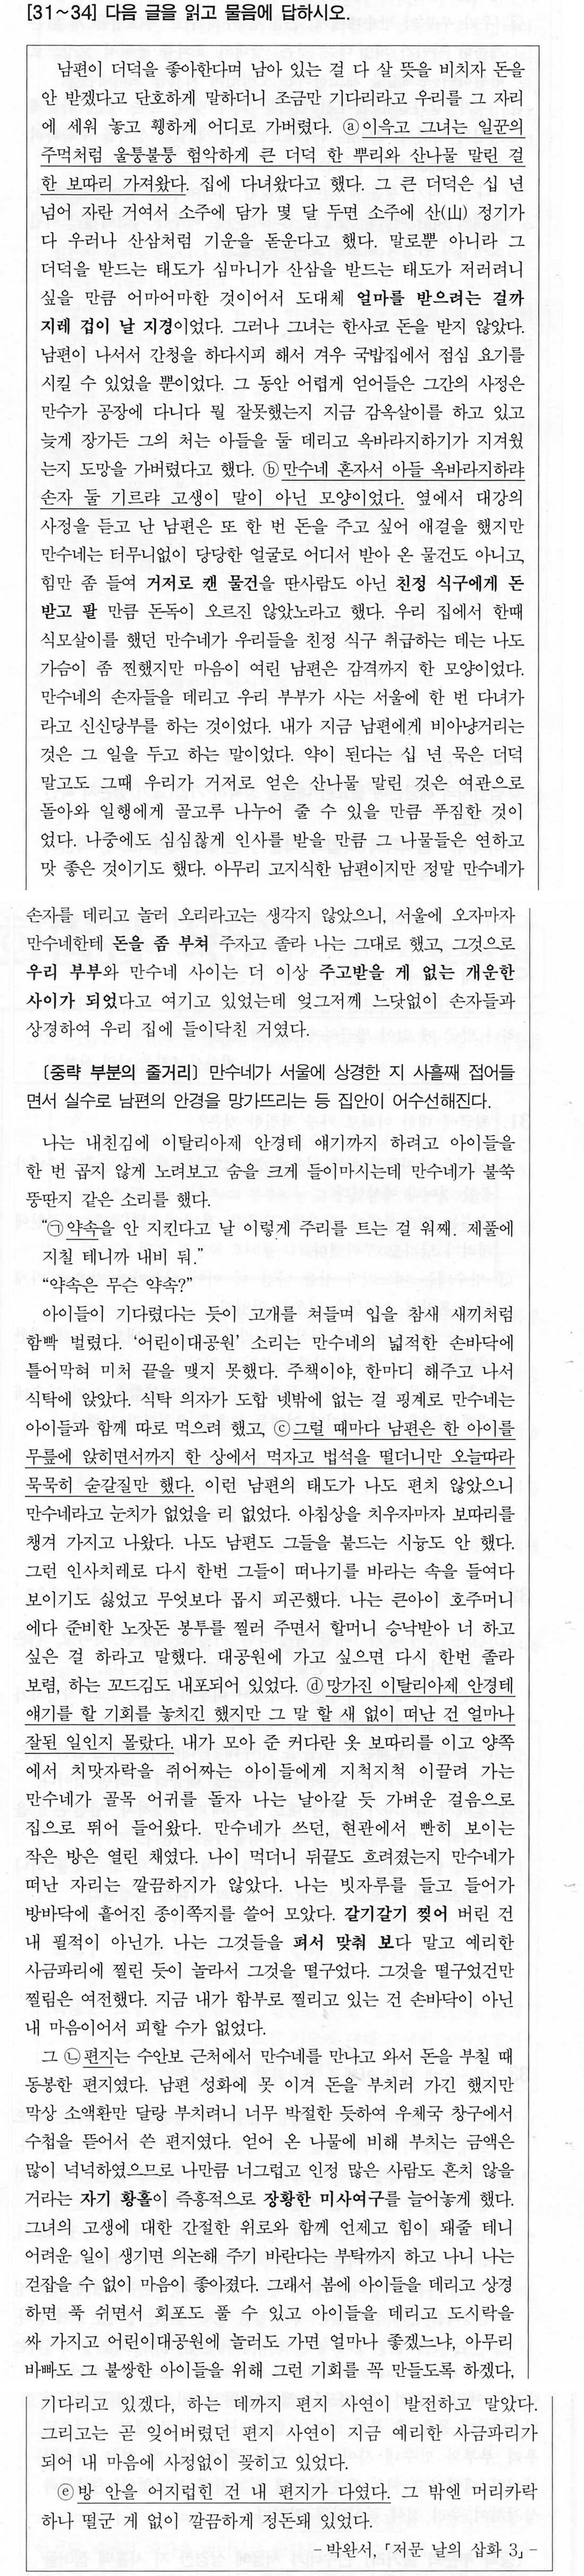 [31~34] 다음 글을 읽고 물음에 답하시오.
남편이 더덕을 좋아한다며 남아 있는 걸 다 살 뜻을 비치자 돈을
안 받겠다고 단호하게 말하더니 조금만 기다리라고 우리를 그 자리
에 세워 놓고 휑하게 어디로 가버렸다. ⓐ이윽고 그녀는 일꾼의
주먹처럼 울퉁불퉁 험악하게 큰 더덕 한 뿌리와 산나물 말린 걸
한 보따리 가져왔다. 집에 다녀왔다고 했다. 그 큰 더덕은 십 년
넘어 자란 거여서 소주에 담가 몇 달 두면 소주에 산(山) 정기가
다 우러나 산삼처럼 기운을 돋운다고 했다. 말로뿐 아니라 그
더덕을 받드는 태도가 심마니가 산삼을 받드는 태도가 저러려니
싶을 만큼 어마어마한 것이어서 도대체 얼마를 받으려는 걸까
지레 겁이 날 지경이었다. 그러나 그녀는 한사코 돈을 받지 않았다.
남편이 나서서 간청을 하다시피 해서 겨우 국밥집에서 점심 요기를
시킬 수 있었을 뿐이었다. 그 동안 어렵게 얻어들은 그간의 사정은
만수가 공장에 다니다 뭘 잘못했는지 지금 감옥살이를 하고 있고
늦게 장가든 그의 처는 아들을 둘 데리고 옥바라지하기가 지겨웠
는지 도망을 가버렸다고 했다. ⓑ만수네 혼자서 아들 옥바라지하랴
손자 둘 기르랴 고생이 말이 아닌 모양이었다. 옆에서 대강의
사정을 듣고 난 남편은 또 한 번 돈을 주고 싶어 애걸을 했지만
만수네는 터무니없이 당당한 얼굴로 어디서 받아 온 물건도 아니고,
힘만 좀 들여 거저로 캔 물건을 딴사람도 아닌 친정 식구에게 돈
받고 팔 만큼 돈독이 오르진 않았노라고 했다. 우리 집에서 한때
식모살이를 했던 만수네가 우리들을 친정 식구 취급하는 데는 나도
가슴이 좀 찐했지만 마음이 여린 남편은 감격까지 한 모양이었다.
만수네의 손자들을 데리고 우리 부부가 사는 서울에 한 번 다녀가
라고 신신당부를 하는 것이었다. 내가 지금 남편에게 비아냥거리는
것은 그 일을 두고 하는 말이었다. 약이 된다는 십 년 묵은 더덕
말고도 그때 우리가 거저로 얻은 산나물 말린 것은 여관으로
돌아와 일행에게 골고루 나누어 줄 수 있을 만큼 푸짐한 것이
었다. 나중에도 심심찮게 인사를 받을 만큼 그 나물들은 연하고
맛 좋은 것이기도 했다. 아무리 고지식한 남편이지만 정말 만수네가
손자를 데리고 놀러 오리라고는 생각지 않았으니, 서울에 오자마자
만수네한테 돈을 좀 부쳐 주자고 졸라 나는 그대로 했고, 그것으로
우리 부부와 만수네 사이는 더 이상 주고받을 게 없는 개운한
사이가 되었다고 여기고 있었는데 엊그저께 느닷없이 손자들과
상경하여 우리 집에 들이닥친 거였다.
〔중략 부분의 줄거리〕 만수네가 서울에 상경한 지 사흘째 접어들
면서 실수로 남편의 안경을 망가뜨리는 등 집안이 어수선해진다.
나는 내친김에 이탈리아제 안경테 얘기까지 하려고 아이들을
한 번 곱지 않게 노려보고 숨을 크게 들이마시는데 만수네가 불쑥
뚱딴지 같은 소리를 했다.
“㉠약속을 안 지킨다고 날 이렇게 주리를 트는 걸 워째. 제풀에
지칠 테니까 내비 둬.”
“약속은 무슨 약속?”
아이들이 기다렸다는 듯이 고개를 쳐들며 입을 참새 새끼처럼
함빡 벌렸다. ‘어린이대공원’ 소리는 만수네의 넓적한 손바닥에
틀어막혀 미처 끝을 맺지 못했다. 주책이야, 한마디 해주고 나서
식탁에 앉았다. 식탁 의자가 도합 넷밖에 없는 걸 핑계로 만수네는
아이들과 함께 따로 먹으려 했고, ⓒ그럴 때마다 남편은 한 아이를
무릎에 앉히면서까지 한 상에서 먹자고 법석을 떨더니만 오늘따라
묵묵히 숟갈질만 했다. 이런 남편의 태도가 나도 편치 않았으니
만수네라고 눈치가 없었을 리 없었다. 아침상을 치우자마자 보따리를
챙겨 가지고 나왔다. 나도 남편도 그들을 붙드는 시늉도 안 했다.
그런 인사치레로 다시 한번 그들이 떠나기를 바라는 속을 들여다
보이기도 싫었고 무엇보다 몹시 피곤했다. 나는 큰아이 호주머니
에다 준비한 노잣돈 봉투를 찔러 주면서 할머니 승낙받아 너 하고
싶은 걸 하라고 말했다. 대공원에 가고 싶으면 다시 한번 졸라
보렴, 하는 꼬드김도 내포되어 있었다. ⓓ망가진 이탈리아제 안경테
얘기를 할 기회를 놓치긴 했지만 그 말 할 새 없이 떠난 건 얼마나
잘된 일인지 몰랐다. 내가 모아 준 커다란 옷 보따리를 이고 양쪽
에서 치맛자락을 쥐어짜는 아이들에게 지척지척 이끌려 가는
만수네가 골목 어귀를 돌자 나는 날아갈 듯 가벼운 걸음으로
집으로 뛰어 들어왔다. 만수네가 쓰던, 현관에서 빤히 보이는
작은 방은 열린 채였다. 나이 먹더니 뒤끝도 흐려졌는지 만수네가
떠난 자리는 깔끔하지가 않았다. 나는 빗자루를 들고 들어가
방바닥에 흩어진 종이쪽지를 쓸어 모았다. 갈기갈기 찢어 버린 건
내 필적이 아닌가. 나는 그것들을 펴서 맞춰 보다 말고 예리한
사금파리에 찔린 듯이 놀라서 그것을 떨구었다. 그것을 떨구었건만
찔림은 여전했다. 지금 내가 함부로 찔리고 있는 건 손바닥이 아닌
내 마음이어서 피할 수가 없었다.
그 ㉡편지는 수안보 근처에서 만수네를 만나고 와서 돈을 부칠 때
동봉한 편지였다. 남편 성화에 못 이겨 돈을 부치러 가긴 했지만
막상 소액환만 달랑 부치려니 너무 박절한 듯하여 우체국 창구에서
수첩을 뜯어서 쓴 편지였다. 얻어 온 나물에 비해 부치는 금액은
많이 넉넉하였으므로 나만큼 너그럽고 인정 많은 사람도 흔치 않을
거라는 자기 황홀이 즉흥적으로 장황한 미사여구를 늘어놓게 했다.
그녀의 고생에 대한 간절한 위로와 함께 언제고 힘이 돼줄 테니
어려운 일이 생기면 의논해 주기 바란다는 부탁까지 하고 나니 나는
걷잡을 수 없이 마음이 좋아졌다. 그래서 봄에 아이들을 데리고 상경
하면 푹 쉬면서 회포도 풀 수 있고 아이들을 데리고 도시락을
싸 가지고 어린이대공원에 놀러도 가면 얼마나 좋겠느냐, 아무리
바빠도 그 불쌍한 아이들을 위해 그런 기회를 꼭 만들도록 하겠다,
기다리고 있겠다, 하는 데까지 편지 사연이 발전하고 말았다.
그리고는 곧 잊어버렸던 편지 사연이 지금 예리한 사금파리가
되어 내 마음에 사정없이 꽂히고 있었다.
ⓔ방 안을 어지럽힌 건 내 편지가 다였다. 그 밖엔 머리카락
하나 떨군 게 없이 깔끔하게 정돈돼 있었다.
- 박완서, 「저문 날의 삽화 3」 -